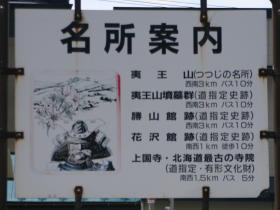 名所案内
夷王山(つつじの名所)
西南3km バス10分
夷王山墳墓群(道指定史跡)
西南3km バス10分
勝山館跡(道指定史跡)
西南3km バス10分
花沢館跡(道指定史跡)
南西1km 徒歩10分
上国寺・北海道最古の寺院
(道指定・有形文化財)
南西1.5km バス 5分